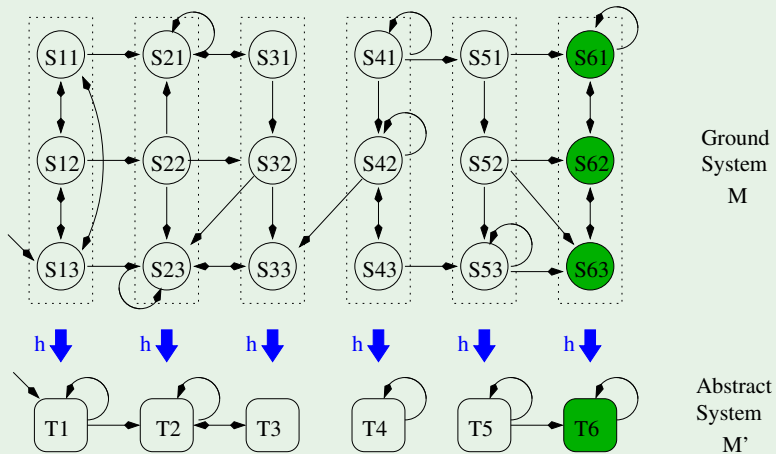 S11 S21 S31 S41 S51 S61
S12 S22 S32 S42 S52 S62
Ground
System
M
S13 S23 S33 S43 S53 S63
h h h h h h
T1 T2 T3 T4 T5 T6
Abstract
System
M'